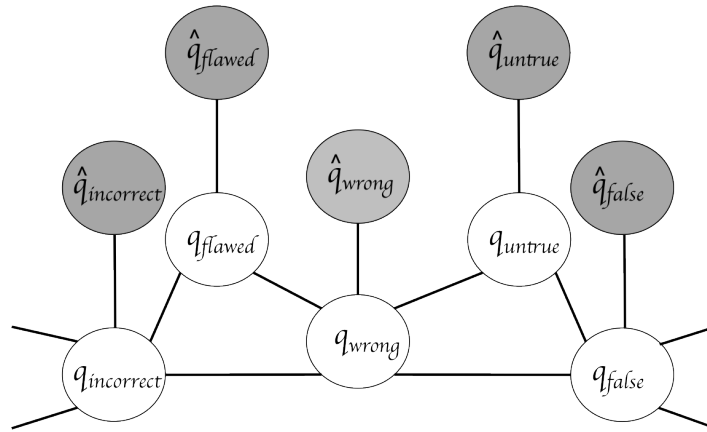 q̂flawed
q̂untrue
q̂incorrect
q̂wrong
q̂false
qflawed
quntrue
qwrong
qincorrect
qfalse